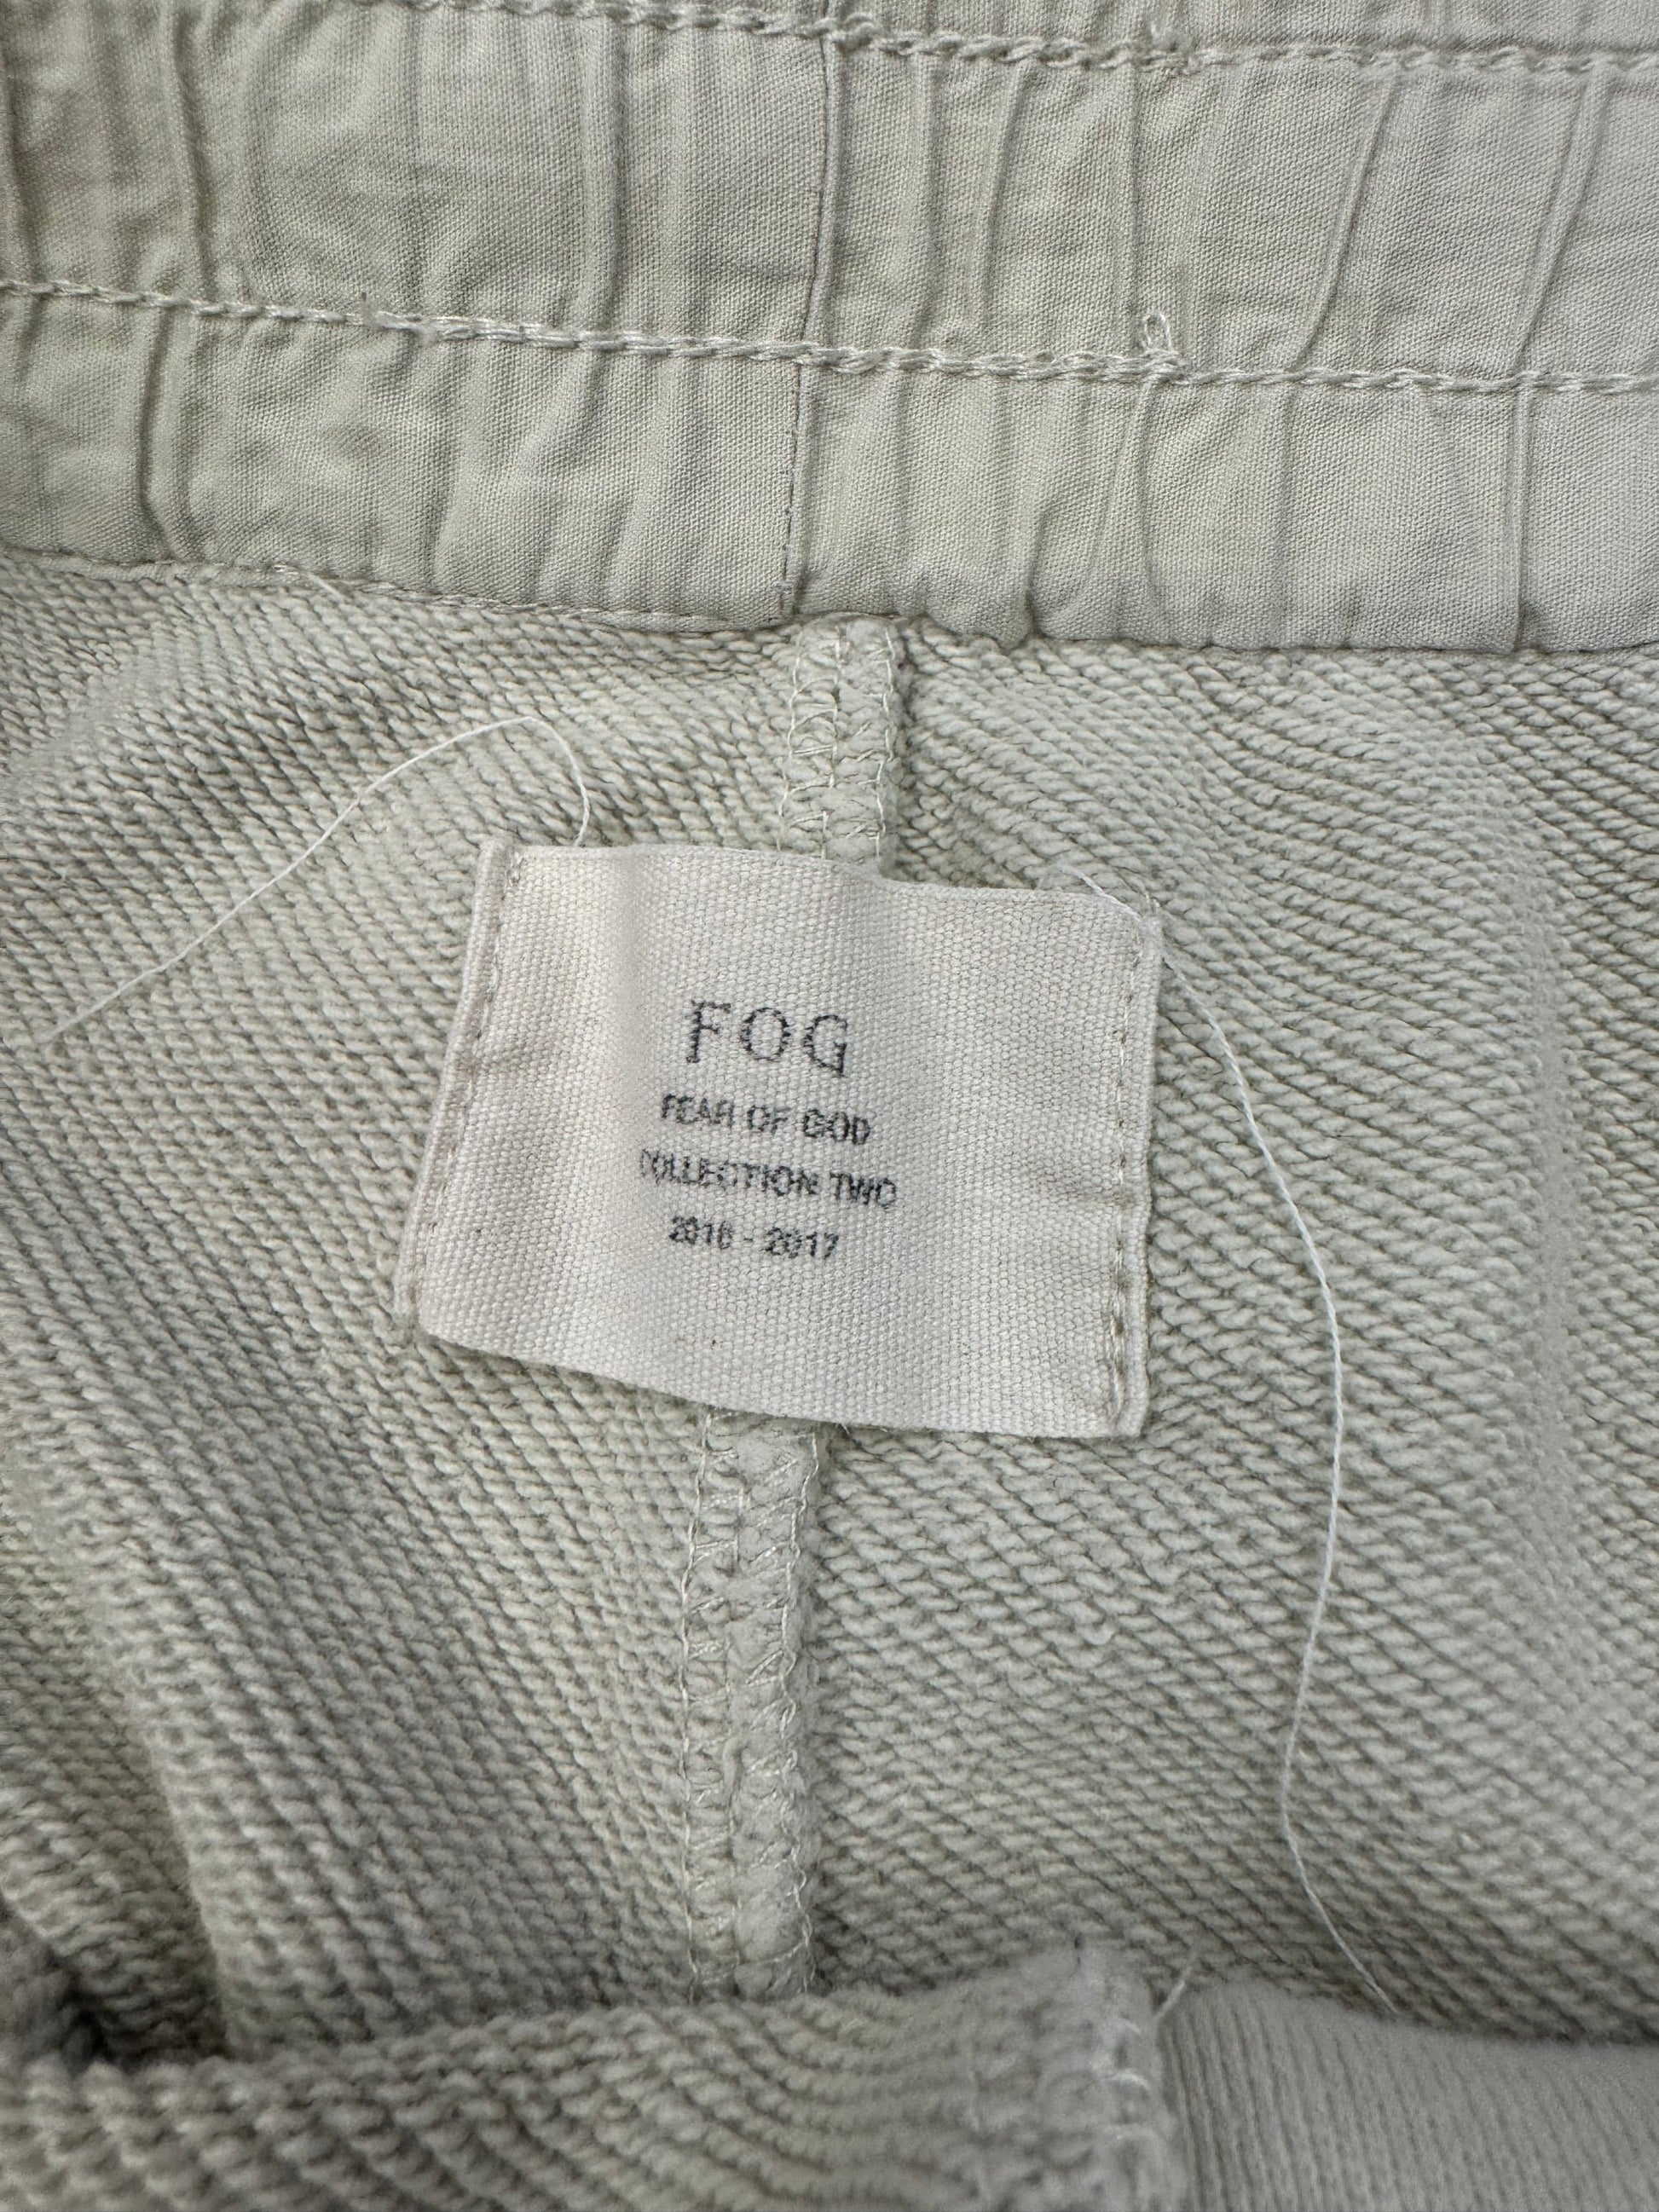 FOG
FEAR OF GOD
COLLECTION TWO
2016 - 2017